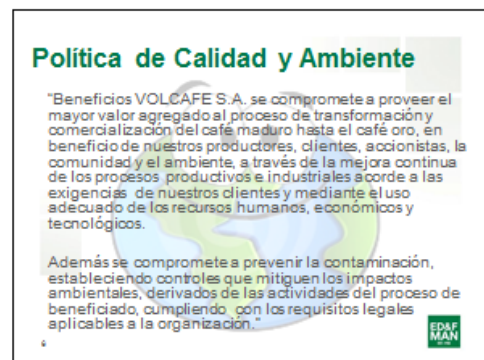 Política de Calidad y Ambiente
"Beneficios VOLCAFE S.A. se compromete a proveer el
mayor valor agregado al proceso de transformación y
comercialización del café maduro hasta el café oro, en
beneficio de nuestros productores, clientes, accionistas, la
comunidad y el ambiente, a través de la mejora continua
de los procesos productivos e industriales acorde a las
exigencias de nuestros clientes y mediante el uso
adecuado de los recursos humanos, económicos y
tecnológicos.
Además se compromete a prevenir la contaminación,
estableciendo controles que mitiguen los impactos
ambientales, derivados de las actividades del proceso de
beneficiado, cumpliendo con los requisitos legales
aplicables a la organización."
ED&F
MAN